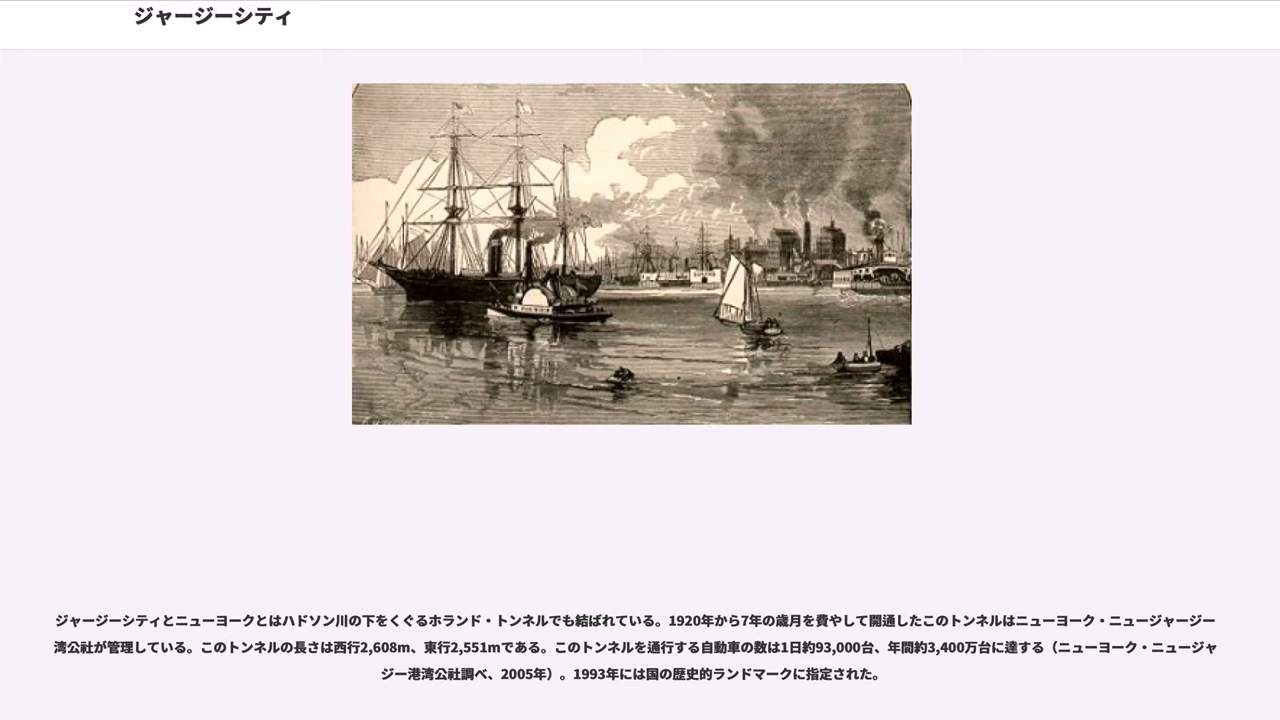 ジャージーシティ
ジャージーシティとニューヨークとはハドソン川の下をくぐるホランド・トンネルでも結ばれている。1920年から7年の歳月を費やして開通したこのトンネルはニューヨーク・ニュージャージー
湾公社が管理している。このトンネルの長さは西行2,608m、東行2,551mである。このトンネルを通行する自動車の数は1日約93,000台、年間約3,400万台に達する（ニューヨーク・ニュージャ
ジー港湾公社調べ、2005年）。1993年には国の歴史的ランドマークに指定された。